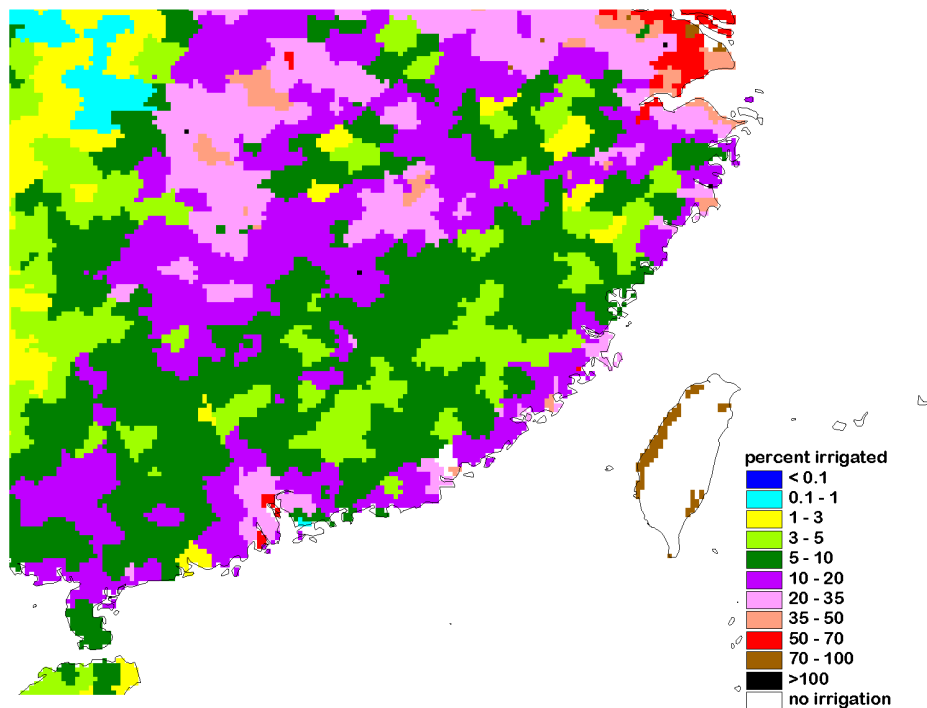 percent irrigated
< 0.1
0.1 - 1
1 - 3
3 - 5
5 - 10
10 - 20
20 - 35
35 - 50
50 - 70
70 - 100
>100
no irrigation